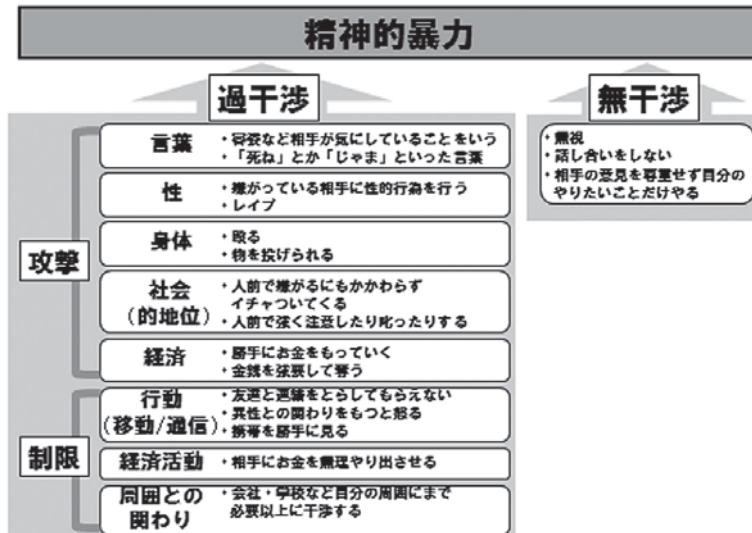 精神的暴力
過干渉
無干渉
攻撃
言葉
・容姿など相手が気にしていることをいう
・「死ね」とか「じゃま」といった言葉
性
・嫌がっている相手に性的行為を行う
・レイプ
身体
・殴る
・物を投げられる
社会
(的地位)
・人前で嫌がるにもかかわらず
イチャついてくる
・人前で強く注意したり叱ったりする
経済
・勝手にお金をもっていく
・金銭を強要して奪う
制限
行動
(移動/通信)
・友達と連絡をとらしてもらえない
・異性との関わりをもつと怒る
・携帯を勝手に見る
経済活動
・相手にお金を無理やり出させる
周囲との
関わり
・会社・学校など自分の周囲にまで
必要以上に干渉する
・無視
・話し合いをしない
・相手の意見を尊重せず自分の
やりたいことだけやる